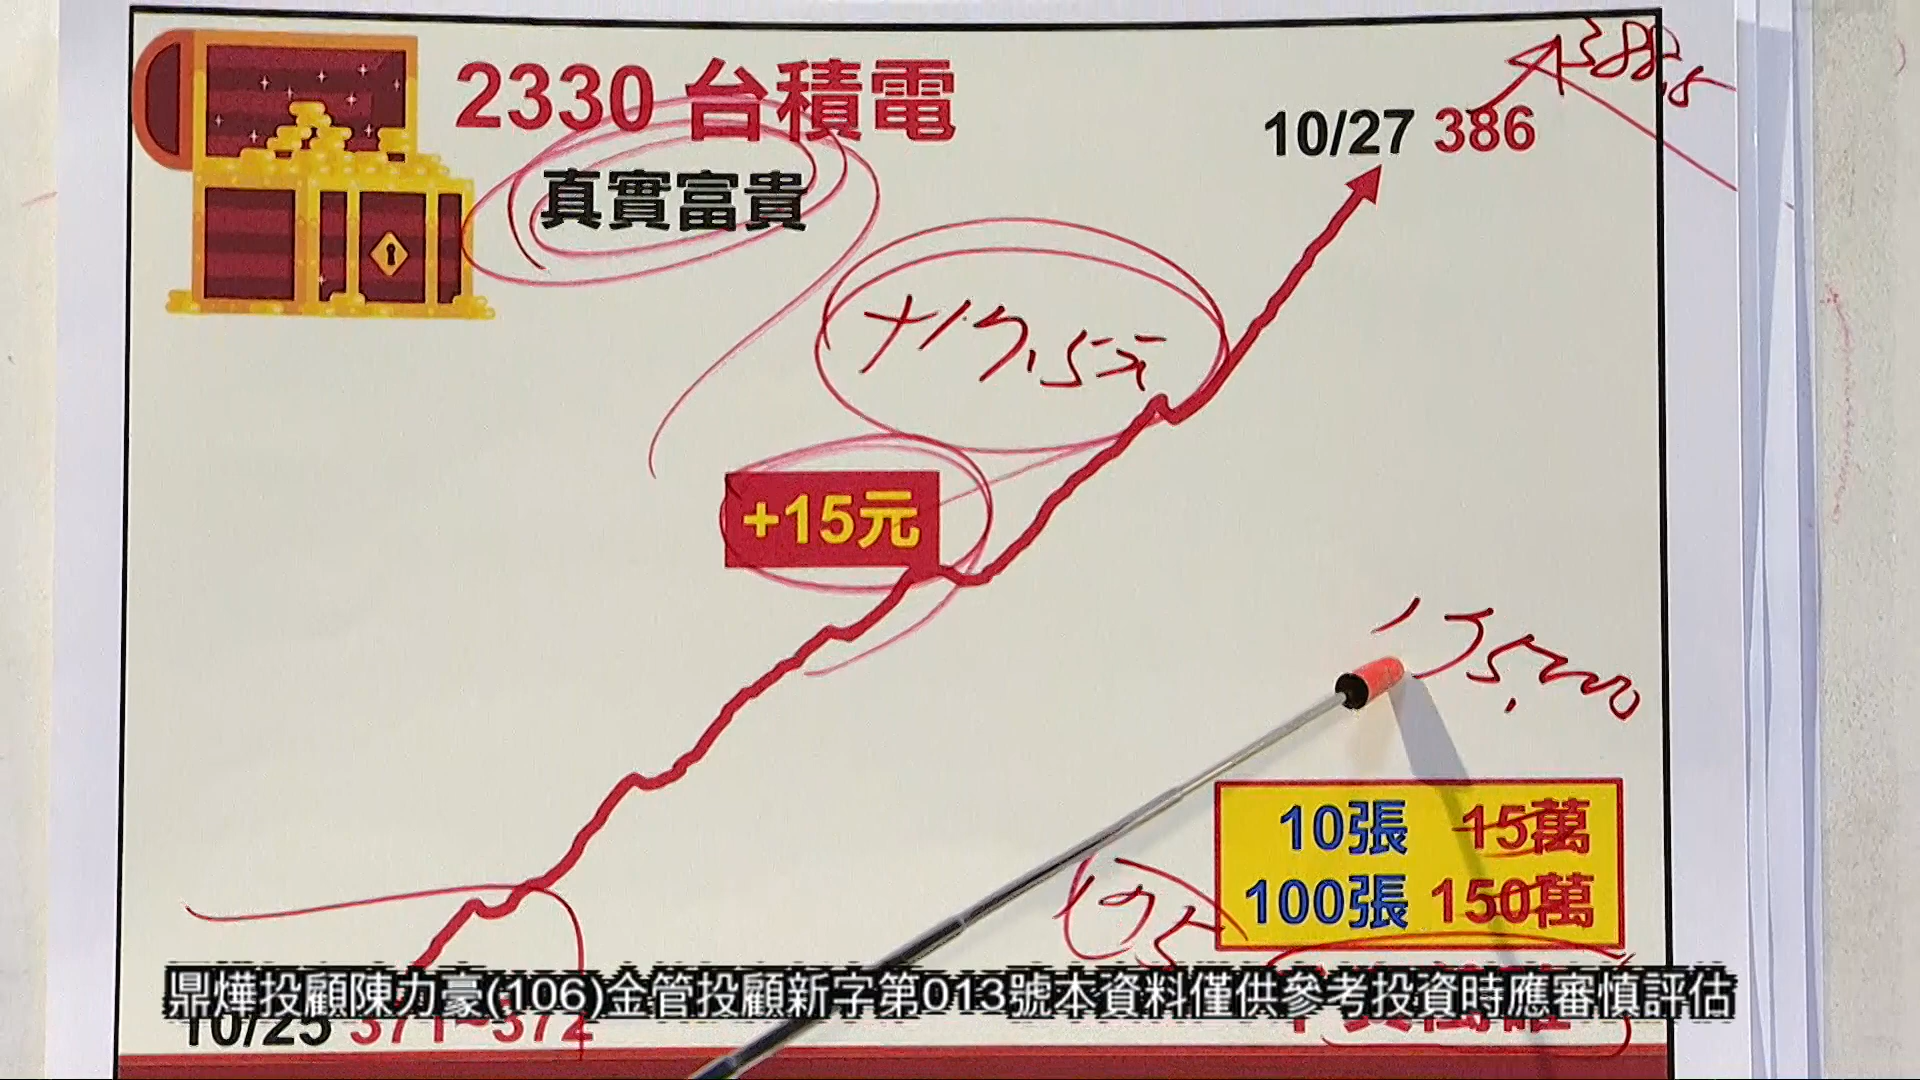 2330 台積電
真實富貴
388.5
10/27 386
+17.5元
+15元
175,000
10張 15萬
100張 150萬
175
鼎燁投顧陳力豪(106)金管投顧新字第013號本資料僅供參考投資時應審慎評估
10/25 371-372